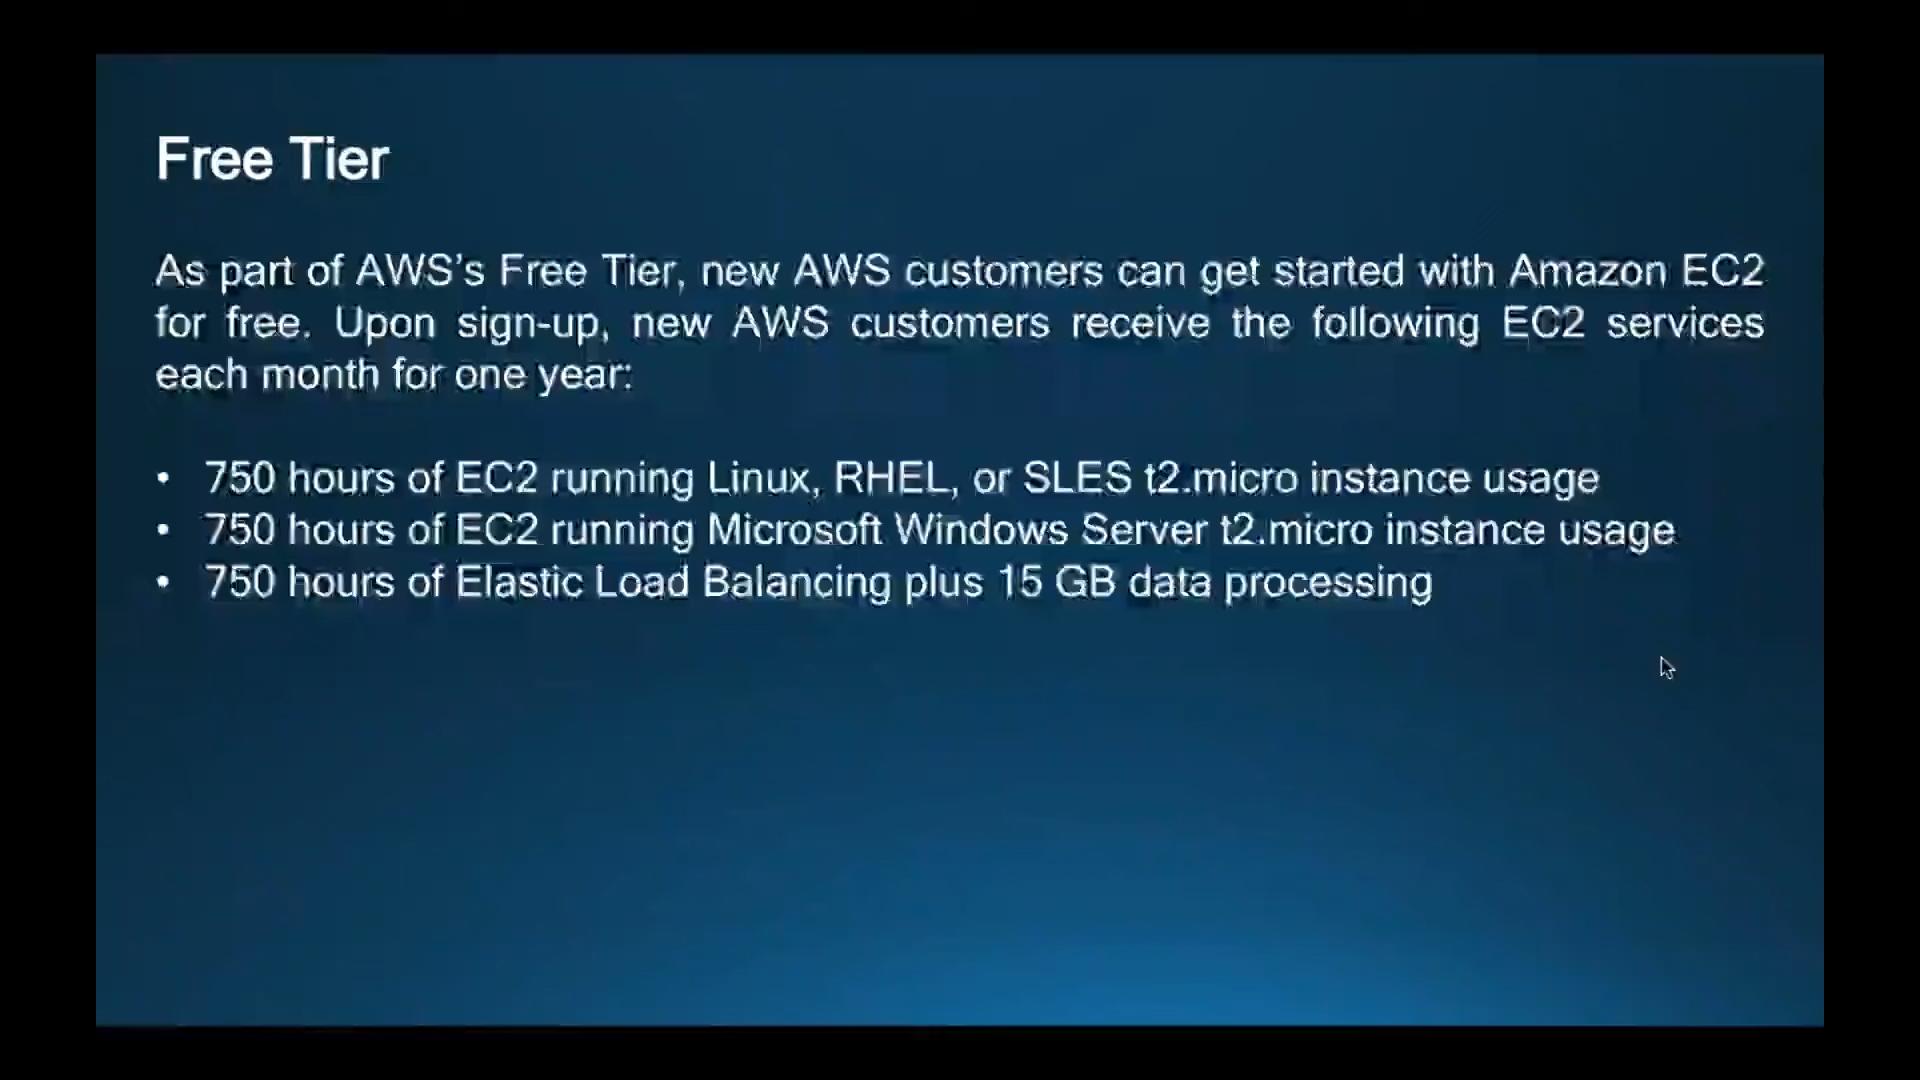 Free Tier
As part of AWS’s Free Tier, new AWS customers can get started with Amazon EC2
for free. Upon sign-up, new AWS customers receive the following EC2 services
each month for one year:
• 750 hours of EC2 running Linux, RHEL, or SLES t2.micro instance usage
• 750 hours of EC2 running Microsoft Windows Server t2.micro instance usage
• 750 hours of Elastic Load Balancing plus 15 GB data processing